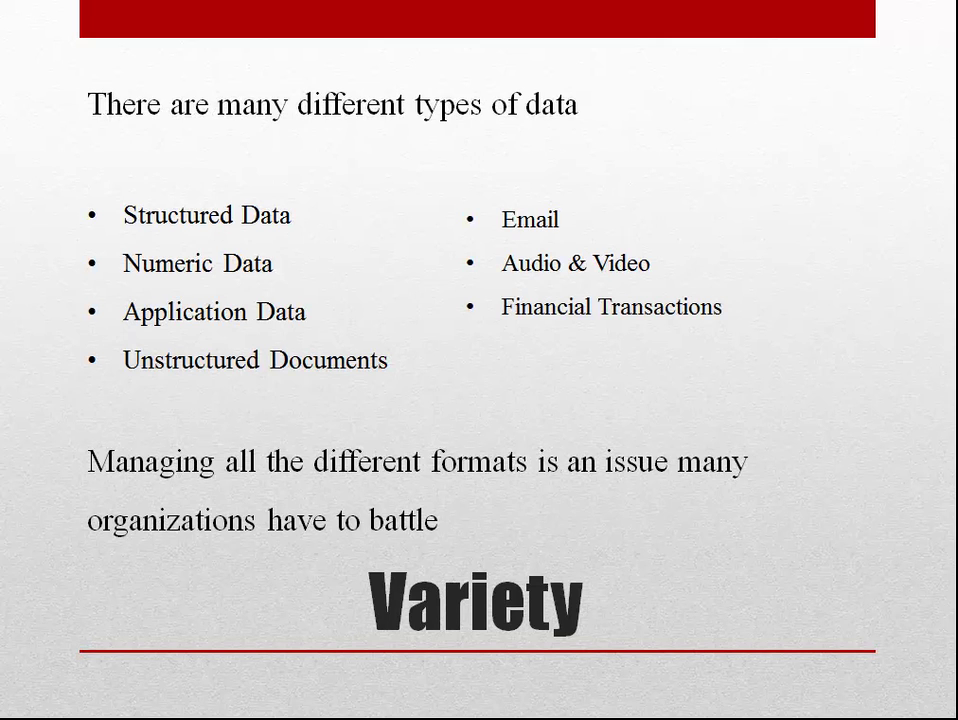 There are many different types of data
• Structured Data
• Numeric Data
• Application Data
• Unstructured Documents
• Email
• Audio & Video
• Financial Transactions
Managing all the different formats is an issue many
organizations have to battle
Variety